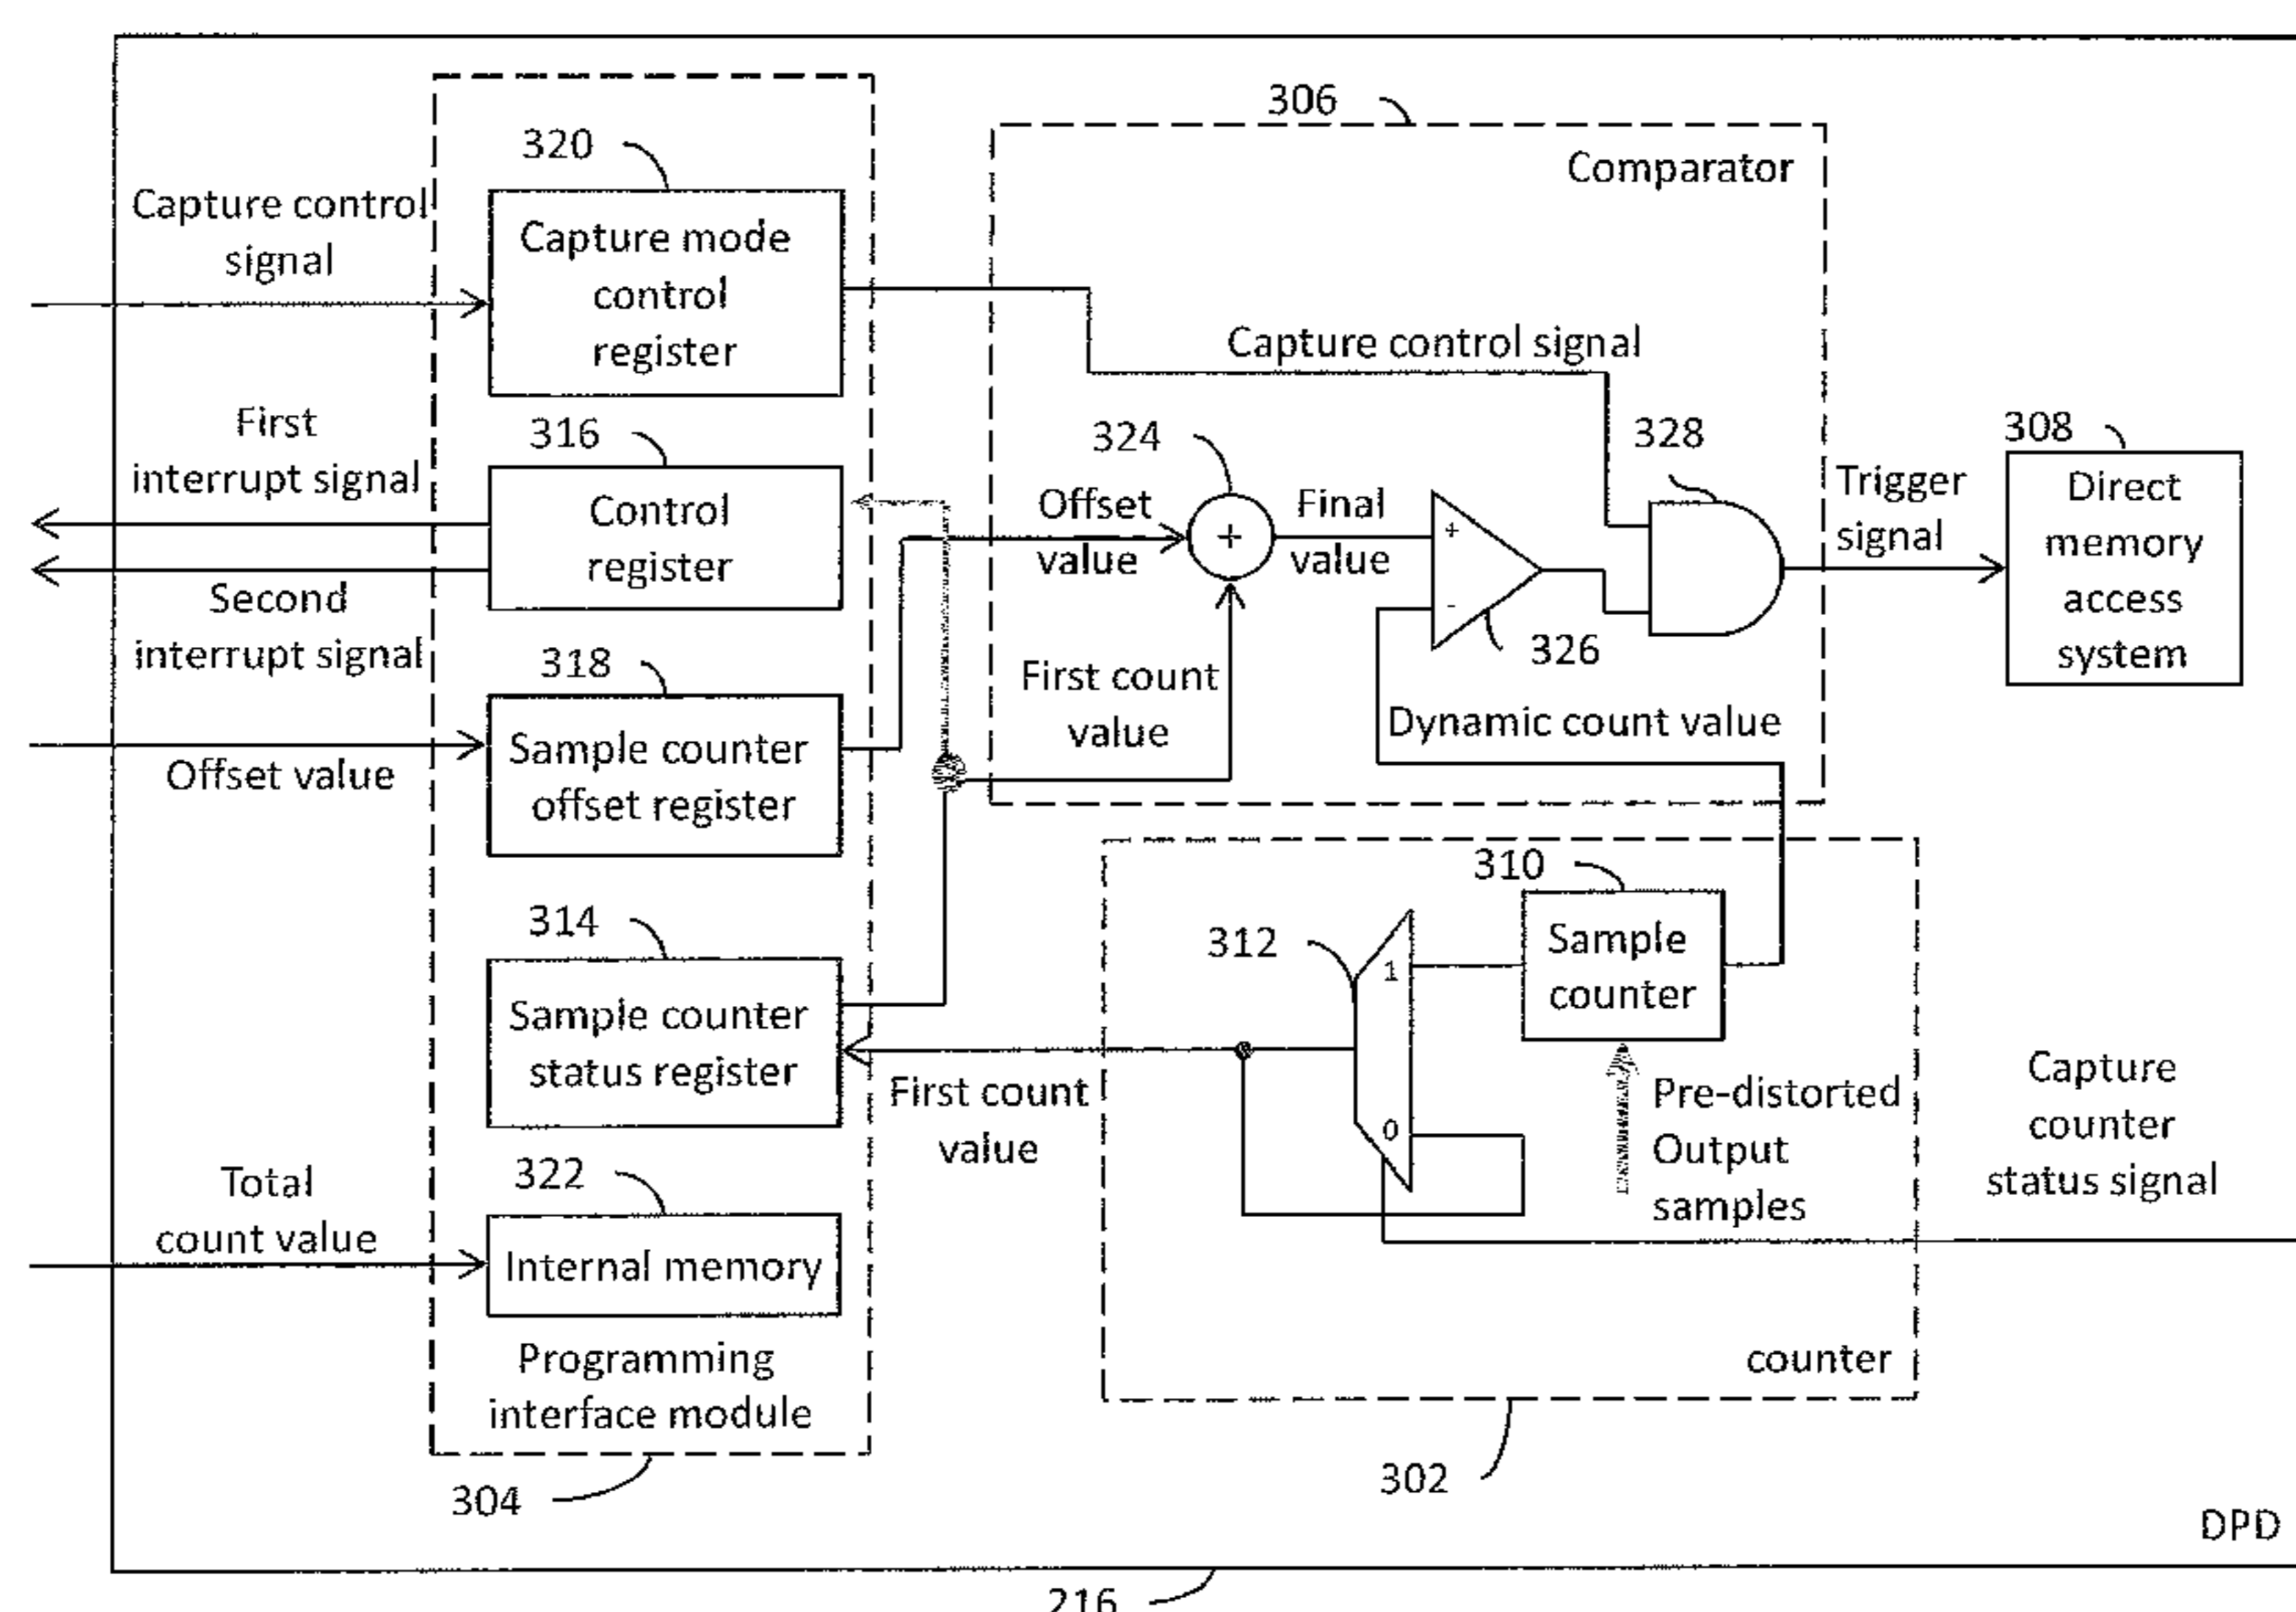 306
Comparator
320
Capture control
signal
Capture mode
control
register
Capture control signal
First
interrupt signal
316
Control
register
Second
interrupt signal
324
Offset
value
+
Final
value
+
-
326
328
Trigger
signal
308
Direct
memory
access
system
First count
value
Dynamic count value
318
Sample counter
offset register
Offset value
314
Sample counter
status register
First count
value
312
1
0
310
Sample
counter
Pre-distorted
Output
samples
Capture
counter
status signal
Total
count value
322
Internal memory
Programming
interface module
counter
304
302
DPD
216